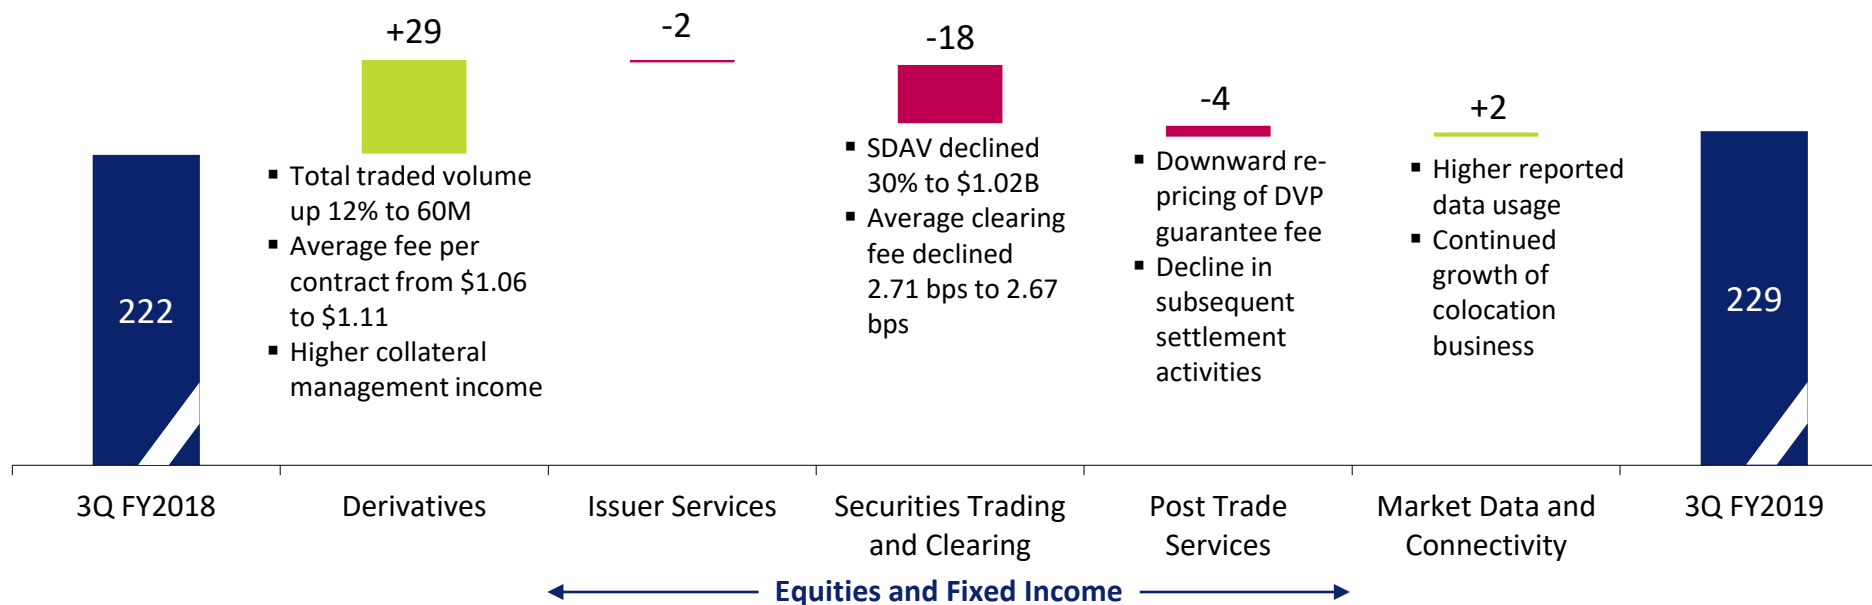 +29
-2
-18
-4
+2
222
▪ Total traded volume
up 12% to 60M
▪ Average fee per
contract from $1.06
to $1.11
▪ Higher collateral
management income
▪ SDAV declined
30% to $1.02B
▪ Average clearing
fee declined
2.71 bps to 2.67
bps
▪ Downward re-
pricing of DVP
guarantee fee
▪ Decline in
subsequent
settlement
activities
▪ Higher reported
data usage
▪ Continued
growth of
colocation
business
229
3Q FY2018
Derivatives
Issuer Services
Securities Trading
and Clearing
Post Trade
Services
Market Data and
Connectivity
3Q FY2019
Equities and Fixed Income